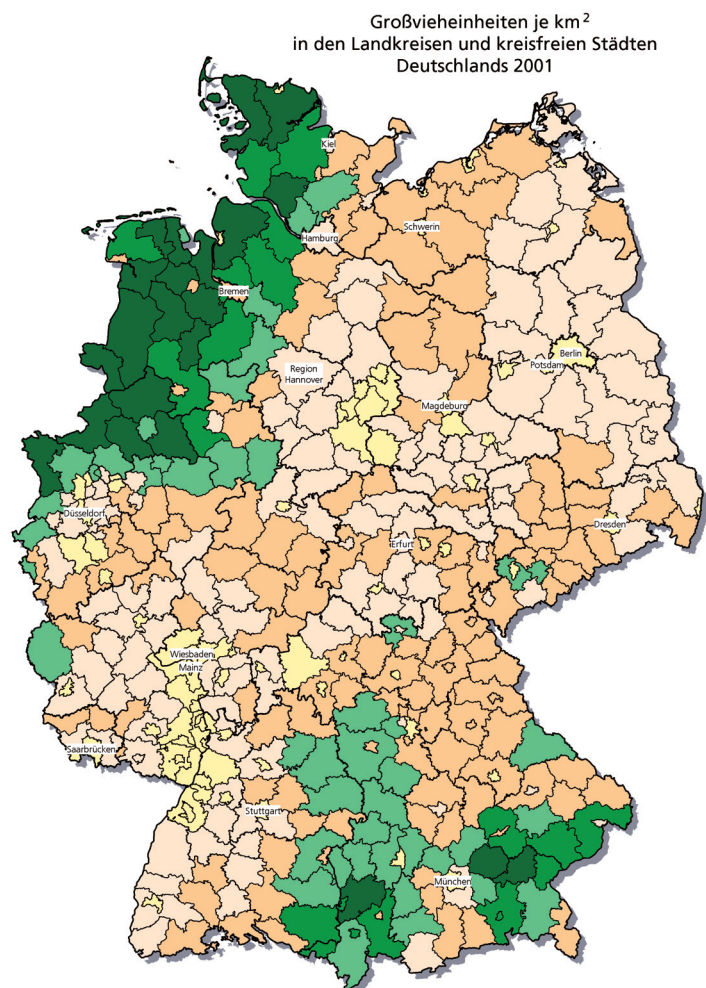 Großvieheinheiten je km²
in den Landkreisen und kreisfreien Städten
Deutschlands 2001
Kiel
Schwerin
Hamburg
Bremen
Berlin
Potsdam
Region
Hannover
Magdeburg
Düsseldorf
Dresden
Erfurt
Wiesbaden
Mainz
Saarbrücken
Stuttgart
München